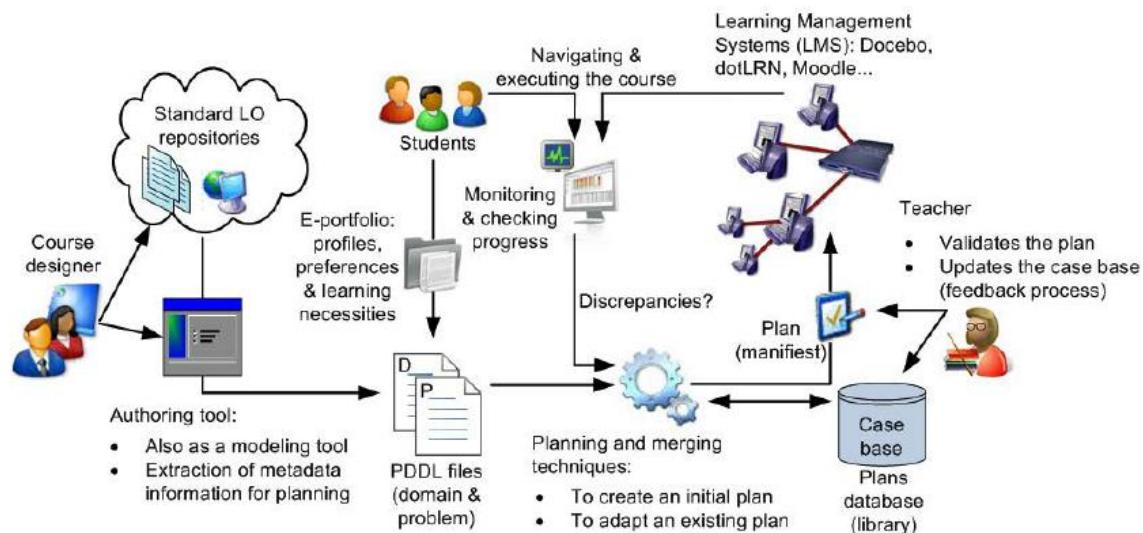 Learning Management
Systems (LMS): Docebo,
dotLRN, Moodle...
Navigating &
executing the course
Standard LO
repositories
Students
Monitoring
& checking
progress
Teacher
• Validates the plan
• Updates the case base
(feedback process)
Course
designer
E-portfolio:
profiles,
preferences
& learning
necessities
Discrepancies?
Plan
(manifiest)
D
P
Authoring tool:
• Also as a modeling tool
• Extraction of metadata
information for planning
PDDL files
(domain &
problem)
Planning and merging
techniques:
• To create an initial plan
• To adapt an existing plan
Case
base
Plans
database
(library)